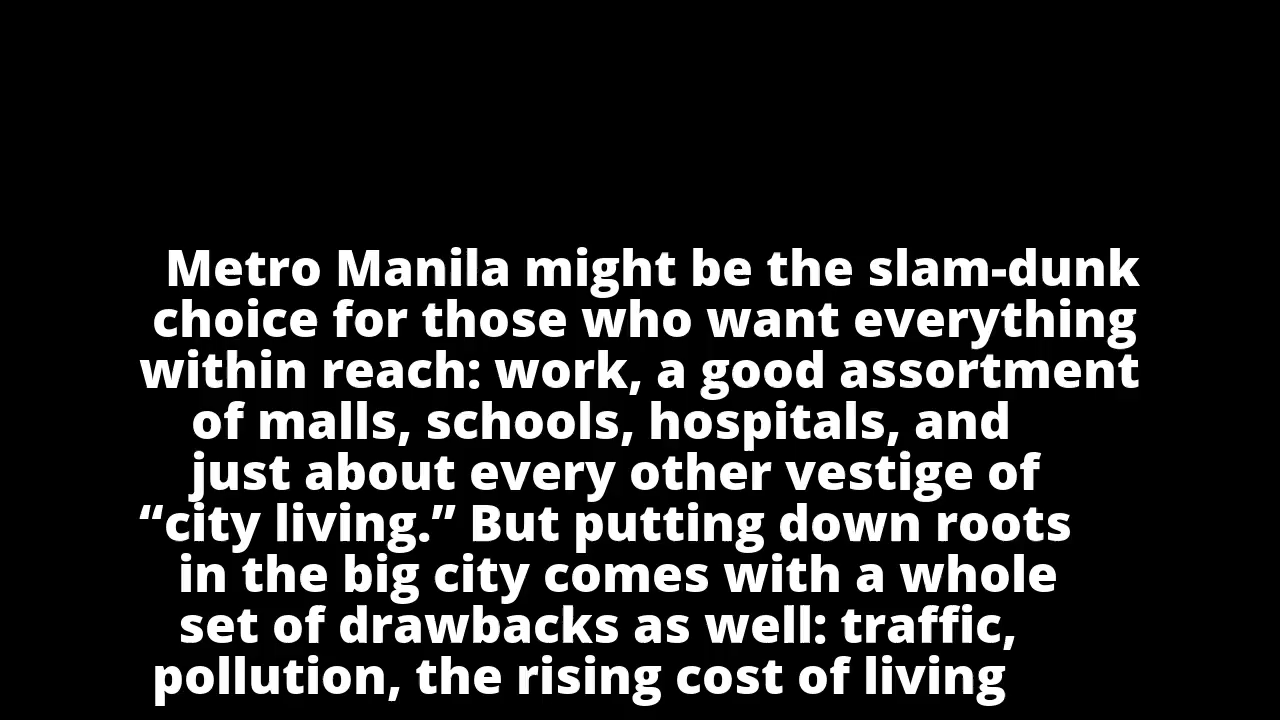 Metro Manila might be the slam-dunk
choice for those who want everything
within reach: work, a good assortment
of malls, schools, hospitals, and
just about every other vestige of
“city living.” But putting down roots
in the big city comes with a whole
set of drawbacks as well: traffic,
pollution, the rising cost of living